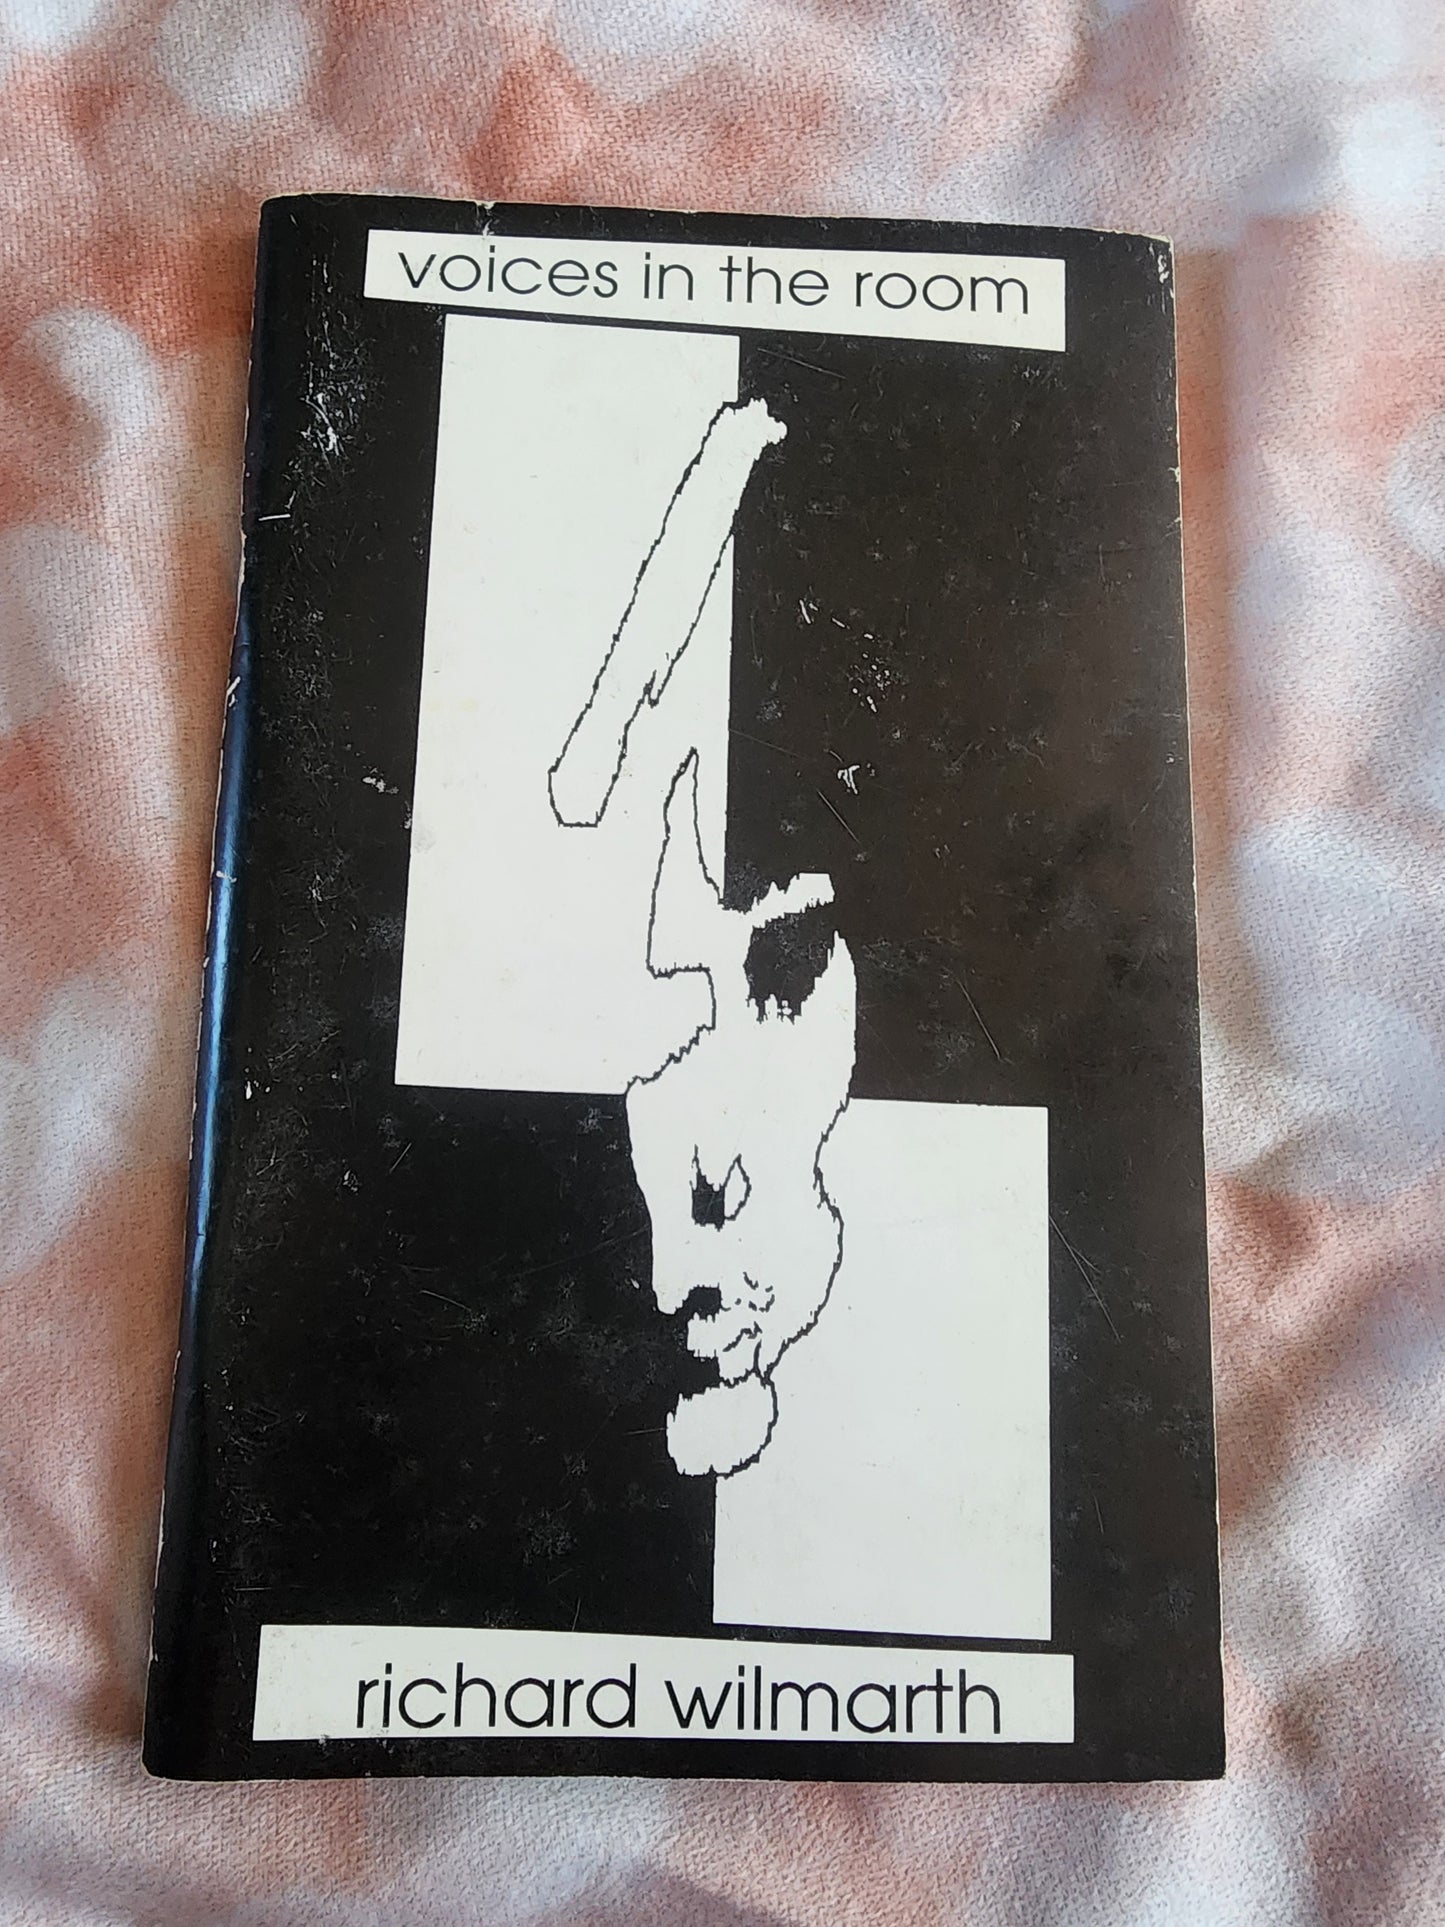 voices in the room
richard wilmarth